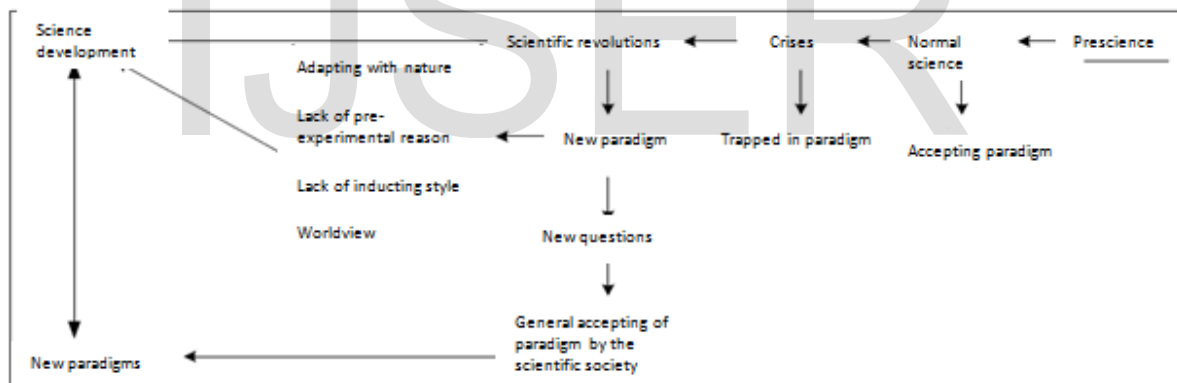 IJSER
Science
development
Scientific revolutions
Crises
Normal
science
Prescience
Adapting with nature
Lack of pre-
experimental reason
New paradigm
Trapped in paradigm
Accepting paradigm
Lack of inducting style
Worldview
New questions
General accepting of
paradigm by the
scientific society
New paradigms